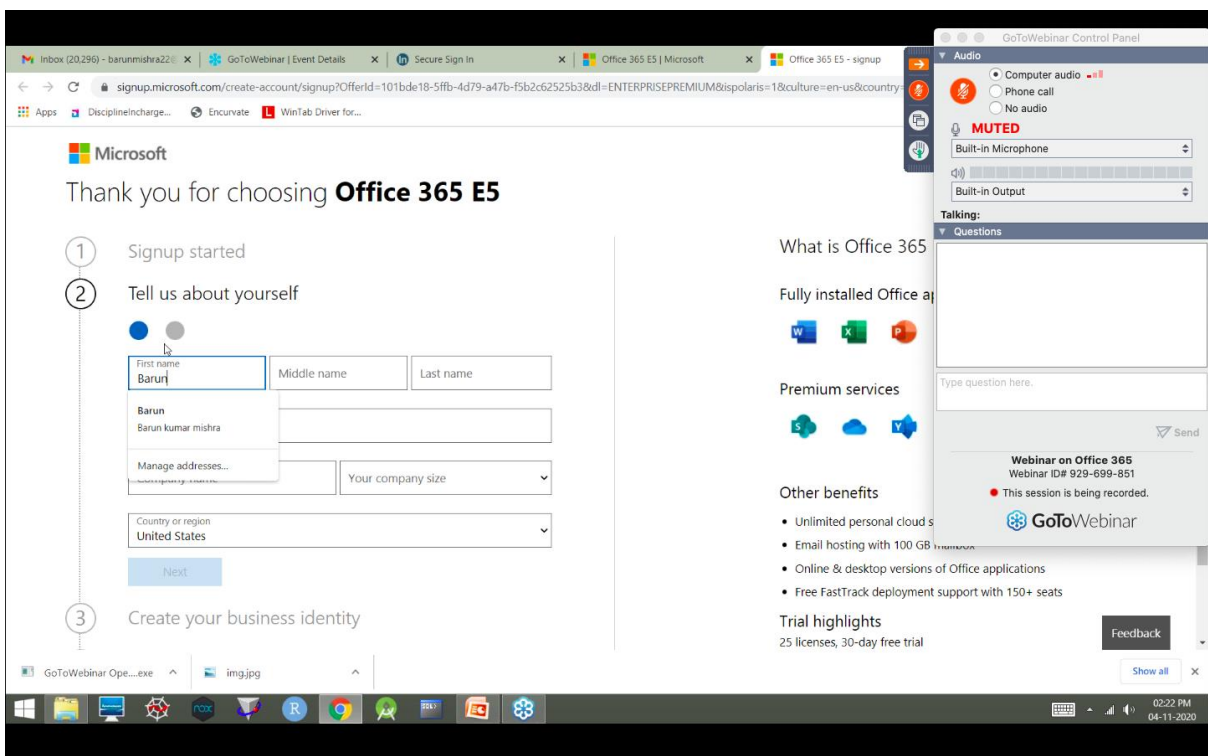 GoToWebinar Control Panel
Inbox (20,296) - barunmishra22
GoToWebinar | Event Details
Secure Sign In
Office 365 E5 | Microsoft
Office 365 E5 - signup
signup.microsoft.com/create-account/signup?OfferId=101bde18-5ffb-4d79-a47b-f5b2c62525b3&dl=ENTERPRISEPREMIUM&ispolaris=1&culture=en-us&country=
Apps
DisciplineIncharge...
Encurvate
WinTab Driver for...
Microsoft
Thank you for choosing Office 365 E5
1 Signup started
2 Tell us about yourself
First name
Barun
Middle name
Last name
Barun
Barun kumar mishra
Manage addresses...
Company name
Your company size
Country or region
United States
Next
3 Create your business identity
What is Office 365
Fully installed Office ap
Premium services
Other benefits
• Unlimited personal cloud s
• Email hosting with 100 GB mailbox
• Online & desktop versions of Office applications
• Free FastTrack deployment support with 150+ seats
Trial highlights
25 licenses, 30-day free trial
Feedback
Audio
Computer audio
Phone call
No audio
MUTED
Built-in Microphone
Built-in Output
Talking:
Questions
Type question here.
Send
Webinar on Office 365
Webinar ID# 929-699-851
This session is being recorded.
GoToWebinar
GoToWebinar Ope....exe
img.jpg
Show all
nox
R
02:22 PM
04-11-2020